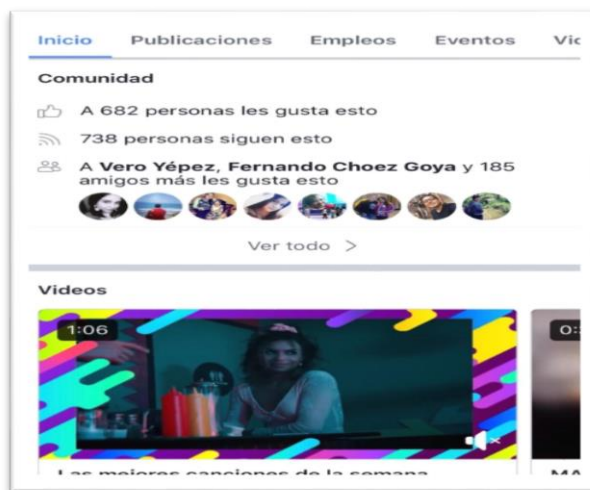 Inicio Publicaciones Empleos Eventos
Comunidad
A 682 personas les gusta esto
738 personas siguen esto
A Vero Yépez, Fernando Choez Goya y 185
amigos más les gusta esto
Ver todo >
Videos
1:06
Las mejores canciones de la semana